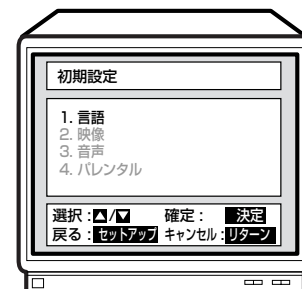 初期設定
1. 言語
2. 映像
3. 音声
4. パレンタル
選択：▲/▼ 確定： 決定
戻る：セットアップ キャンセル：リターン